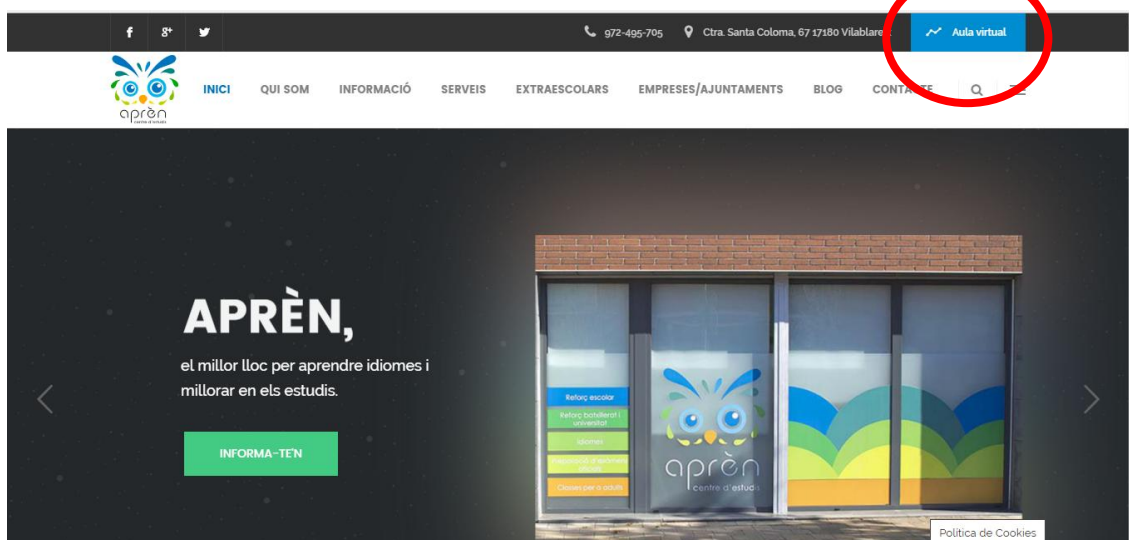 f 8+ 972-495-705 Ctra. Santa Coloma, 67 17180 Vilablare Aula virtual
INICI QUI SOM INFORMACIÓ SERVEIS EXTRAESCOLARS EMPRESES/AJUNTAMENTS BLOG CONTACTE
aprèn
centre d'estudis
APRÈN,
el millor lloc per aprendre idiomes i
millorar en els estudis.
INFORMA-TE'N
Reforç escolar
Reforç batxillerat i
universitat
Idiomes
Classes per a adults
aprèn
centre d'estudis
Política de Cookies